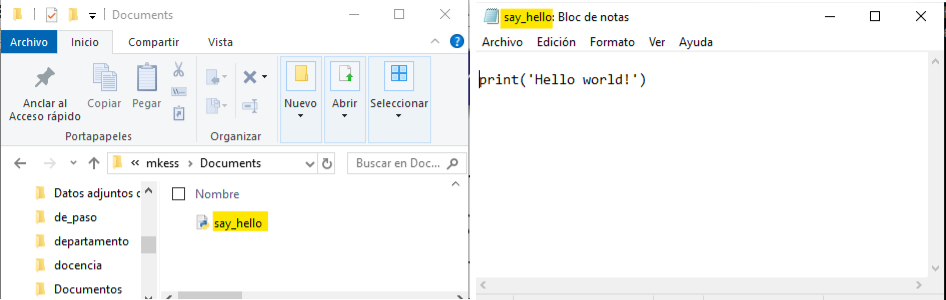 Documents
Archivo Inicio Compartir Vista
Anclar al
Acceso rápido
Copiar Pegar
Nuevo
Abrir
Seleccionar
Portapapeles
Organizar
« mkess > Documents
Buscar en Doc...
Datos adjuntos c
de_paso
departamento
docencia
Documentos
Nombre
say_hello
say_hello: Bloc de notas
Archivo Edición Formato Ver Ayuda
print('Hello world!')